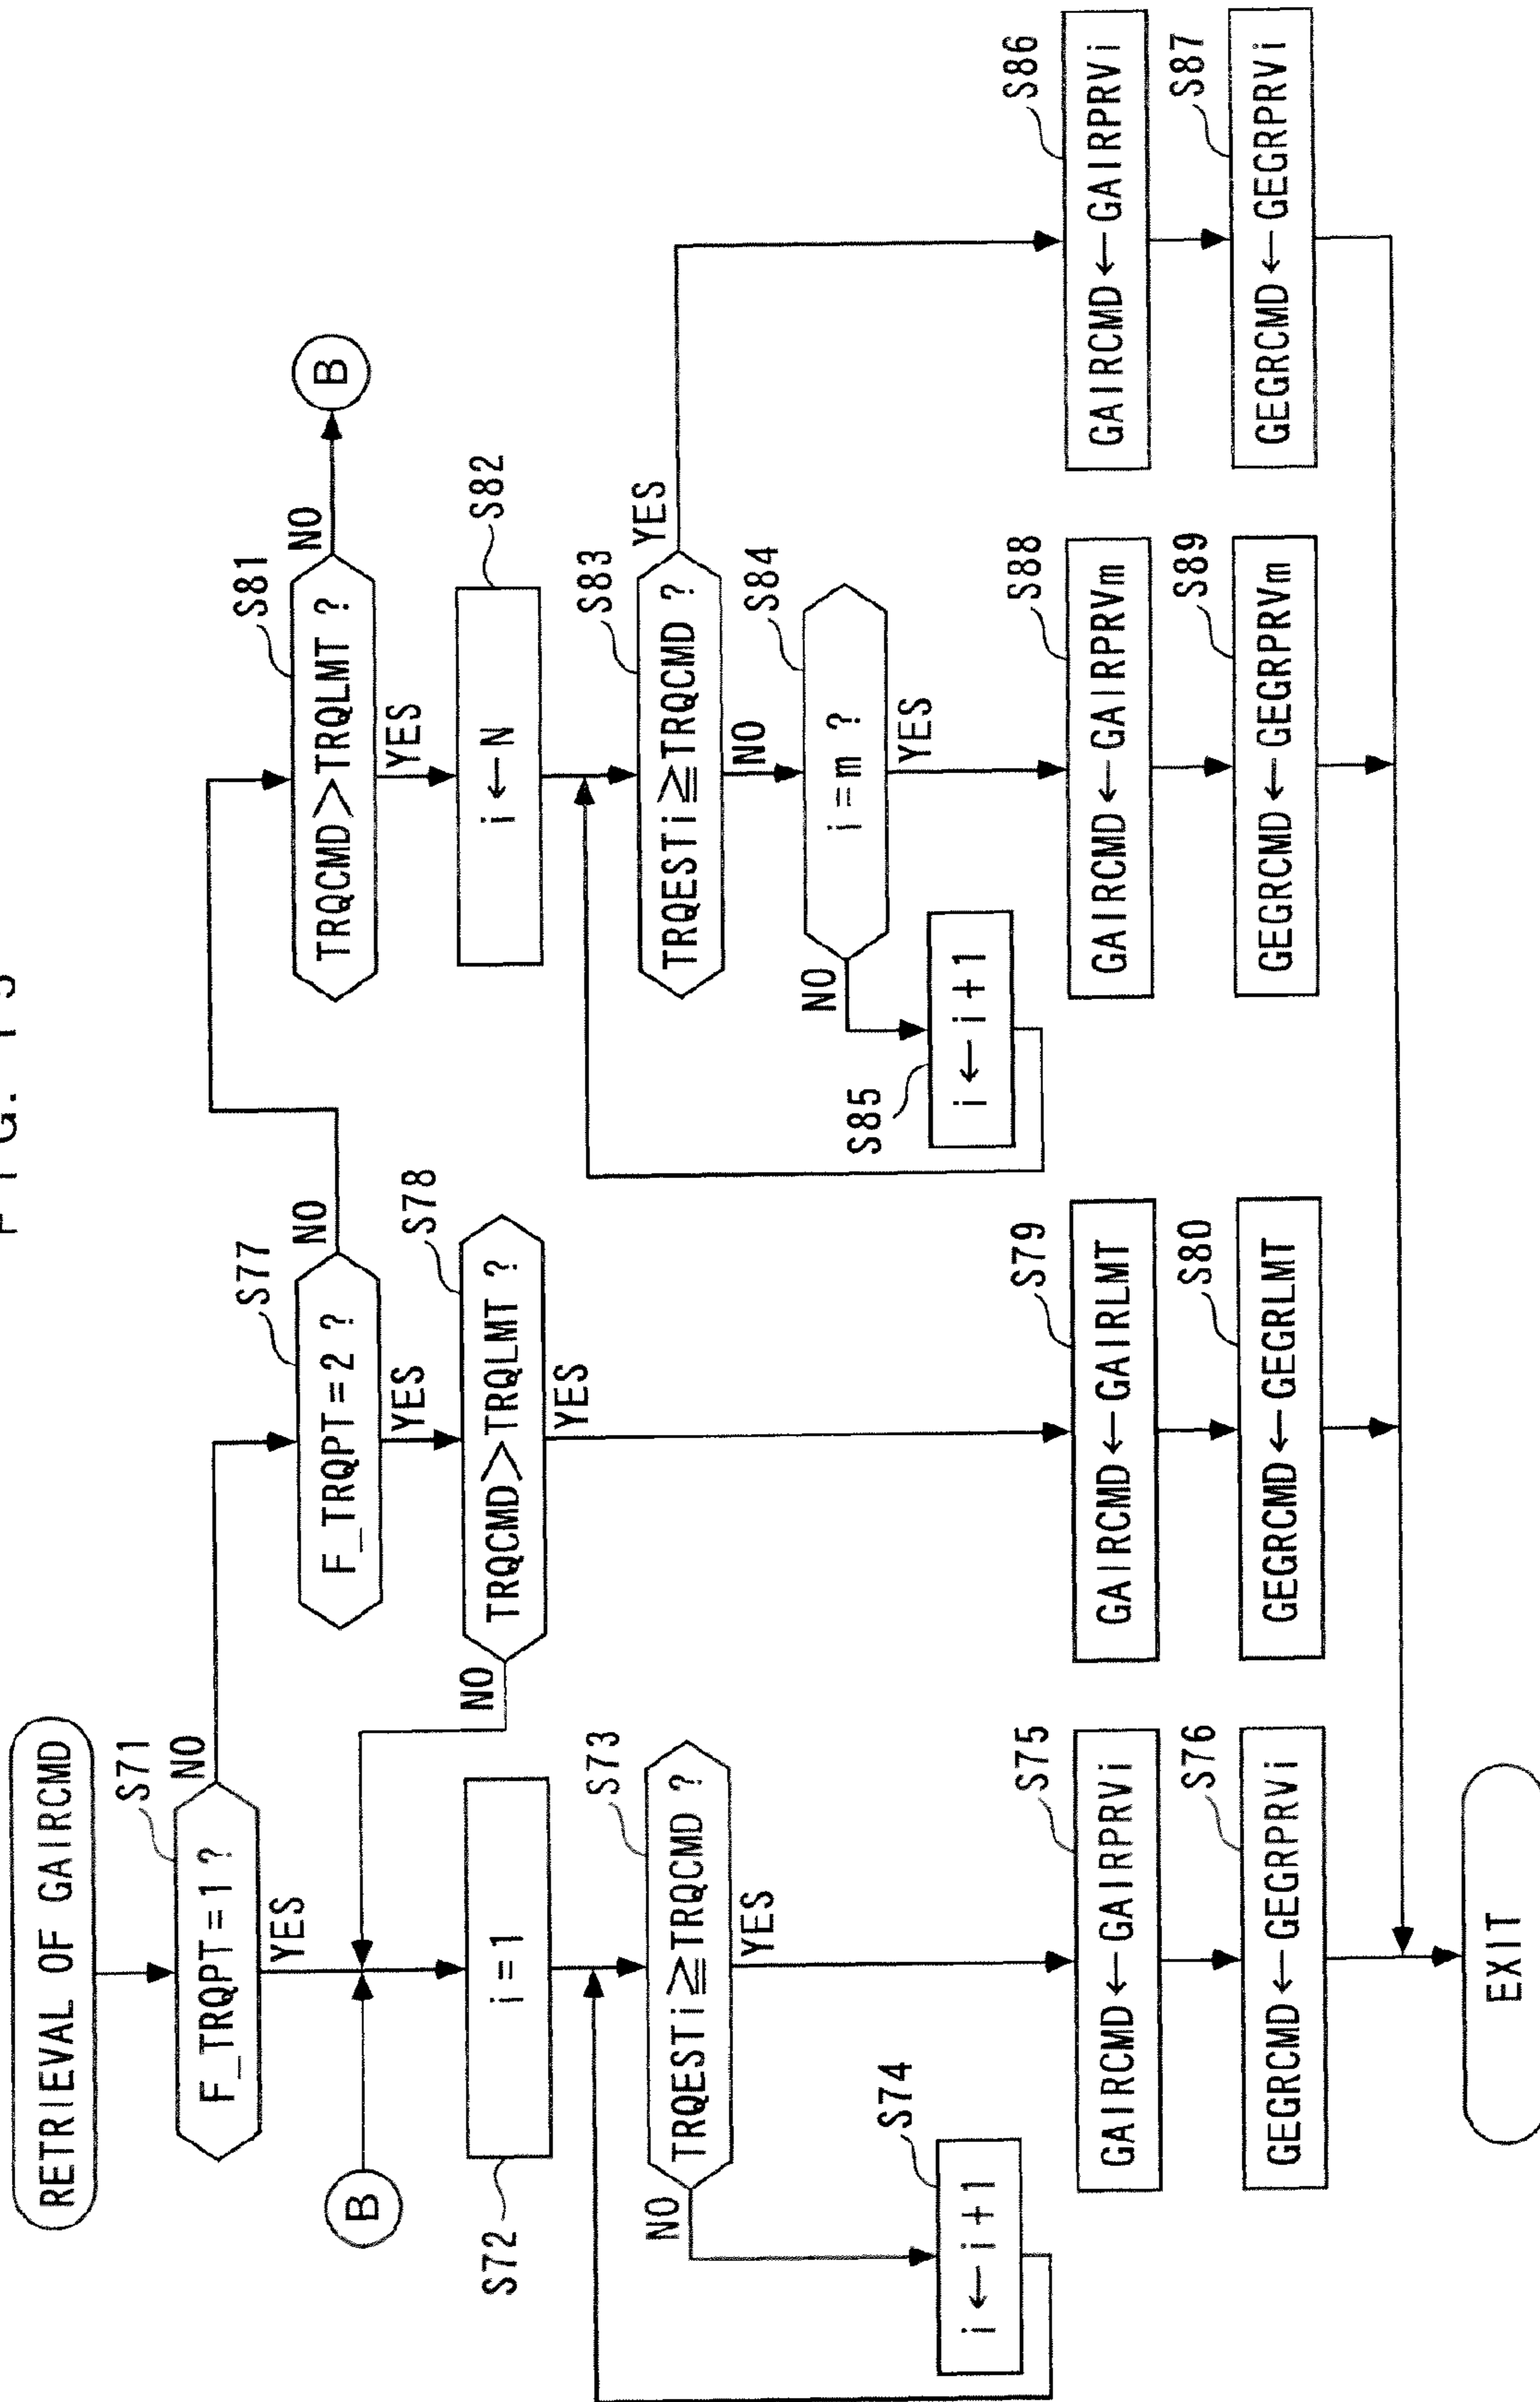 RETRIEVAL OF GAIRCMD
S71
F_TRQPT=1 ?
NO
YES
B
S72
i=1
S73
TRQESTi≧TRQCMD ?
NO
YES
S74
i←i+1
S75
GAIRCMD←GAIRPRVi
S76
GEGRCMD←GEGRPRVi
EXIT
S77
F_TRQPT=2 ?
NO
YES
S78
TRQCMD>TRQLMT ?
NO
YES
S79
GAIRCMD←GAIRLMT
S80
GEGRCMD←GEGRLMT
S81
TRQCMD>TRQLMT ?
NO
B
YES
S82
i←N
S83
TRQESTi≧TRQCMD ?
YES
NO
S84
i=m ?
NO
YES
S85
i←i+1
S88
GAIRCMD←GAIRPRVm
S89
GEGRCMD←GEGRPRVm
S86
GAIRCMD←GAIRPRVi
S87
GEGRCMD←GEGRPRVi